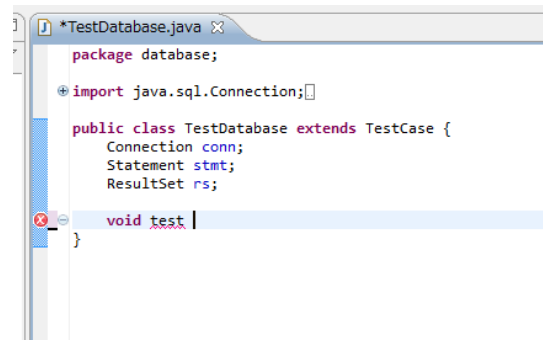 *TestDatabase.java
package database;
import java.sql.Connection;
public class TestDatabase extends TestCase {
Connection conn;
Statement stmt;
ResultSet rs;
void test
}